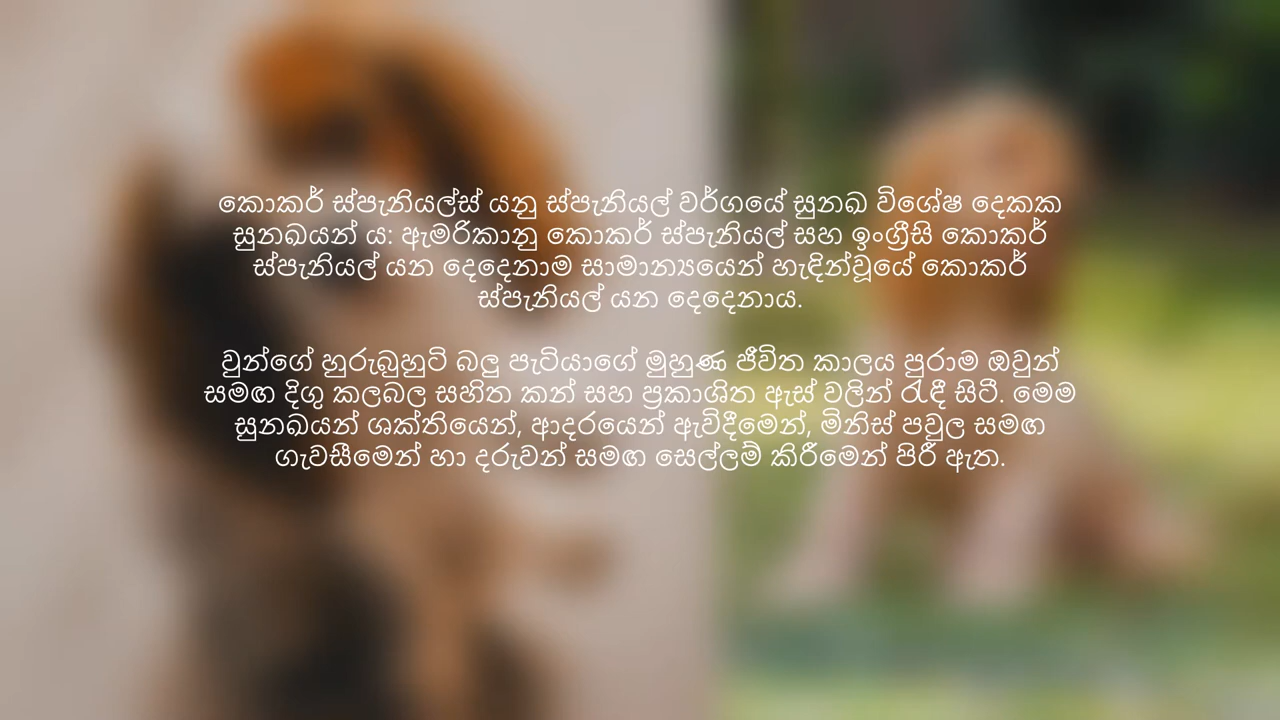 කොකර් ස්පැනියල්ස් යනු ස්පැනියල් වර්ගයේ සුනඛ විශේෂ දෙකක
සුනඛයන් ය: ඇමරිකානු කොකර් ස්පැනියල් සහ ඉංග්‍රීසි කොකර්
ස්පැනියල් යන දෙදෙනාම සාමාන්‍යයෙන් හැඳින්වූයේ කොකර්
ස්පැනියල් යන දෙදෙනාය.
වුන්ගේ හුරුබුහුටි බලු පැටියාගේ මුහුණ ජීවිත කාලය පුරාම ඔවුන්
සමඟ දිගු කලබල සහිත කන් සහ ප්‍රකාශිත ඇස් වලින් රැඳී සිටී. මෙම
සුනඛයන් ශක්තියෙන්, ආදරයෙන් ඇවිදීමෙන්, මිනිස් පවුල සමඟ
ගැවසීමෙන් හා දරුවන් සමඟ සෙල්ලම් කිරීමෙන් පිරී ඇත.